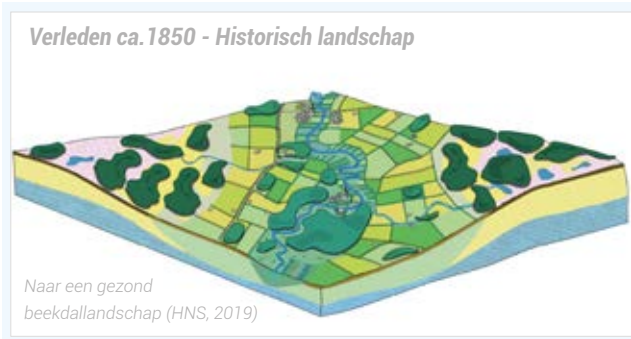 Verleden ca.1850 - Historisch landschap
Naar een gezond
beekdallandschap (HNS, 2019)